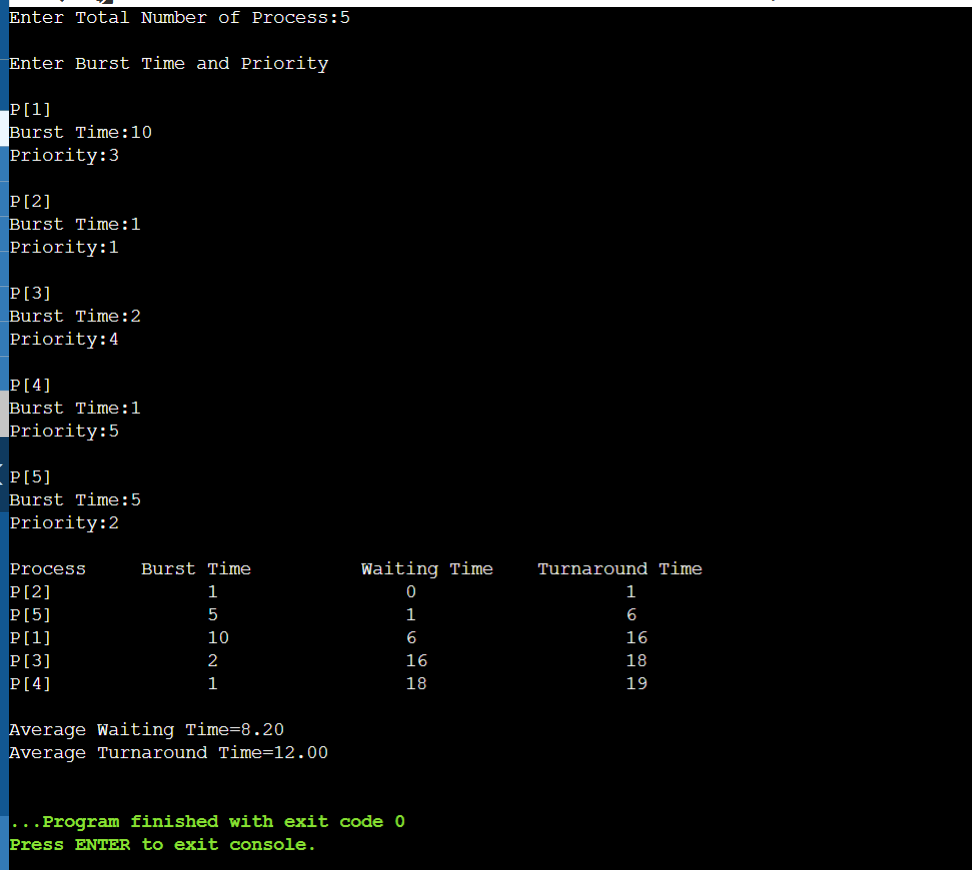 Enter Total Number of Process:5
Enter Burst Time and Priority
P[1]
Burst Time:10
Priority:3
P[2]
Burst Time:1
Priority:1
P[3]
Burst Time:2
Priority:4
P[4]
Burst Time:1
Priority:5
P[5]
Burst Time:5
Priority:2
Process Burst Time Waiting Time Turnaround Time
P[2] 1 0 1
P[5] 5 1 6
P[1] 10 6 16
P[3] 2 16 18
P[4] 1 18 19
Average Waiting Time=8.20
Average Turnaround Time=12.00
...Program finished with exit code 0
Press ENTER to exit console.